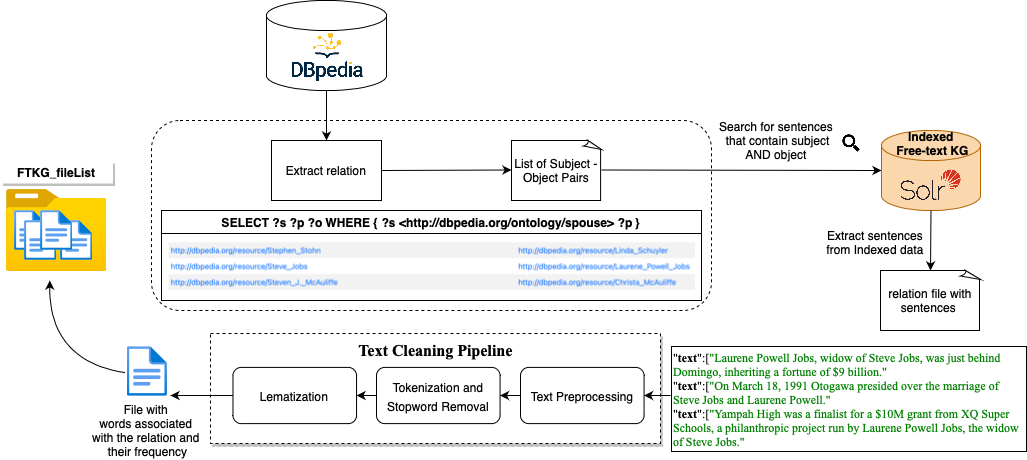 DBpedia
Extract relation
List of Subject -
Object Pairs
Search for sentences
that contain subject
AND object
Indexed
Free-text KG
Solr
SELECT ?s ?p ?o WHERE { ?s <http://dbpedia.org/ontology/spouse> ?p }
http://dbpedia.org/resource/Stephen_Stohn http://dbpedia.org/resource/Linda_Schuyler
http://dbpedia.org/resource/Steve_Jobs http://dbpedia.org/resource/Laurene_Powell_Jobs
http://dbpedia.org/resource/Steven_J._McAuliffe http://dbpedia.org/resource/Christa_McAuliffe
Extract sentences
from Indexed data
relation file with
sentences
"text":["Laurene Powell Jobs, widow of Steve Jobs, was just behind
Domingo, inheriting a fortune of $9 billion."
"text":["On March 18, 1991 Otogawa presided over the marriage of
Steve Jobs and Laurene Powell."
"text":["Yampah High was a finalist for a $10M grant from XQ Super
Schools, a philanthropic project run by Laurene Powell Jobs, the widow
of Steve Jobs."
Text Cleaning Pipeline
Text Preprocessing
Tokenization and
Stopword Removal
Lematization
File with
words associated
with the relation and
their frequency
FTKG_fileList